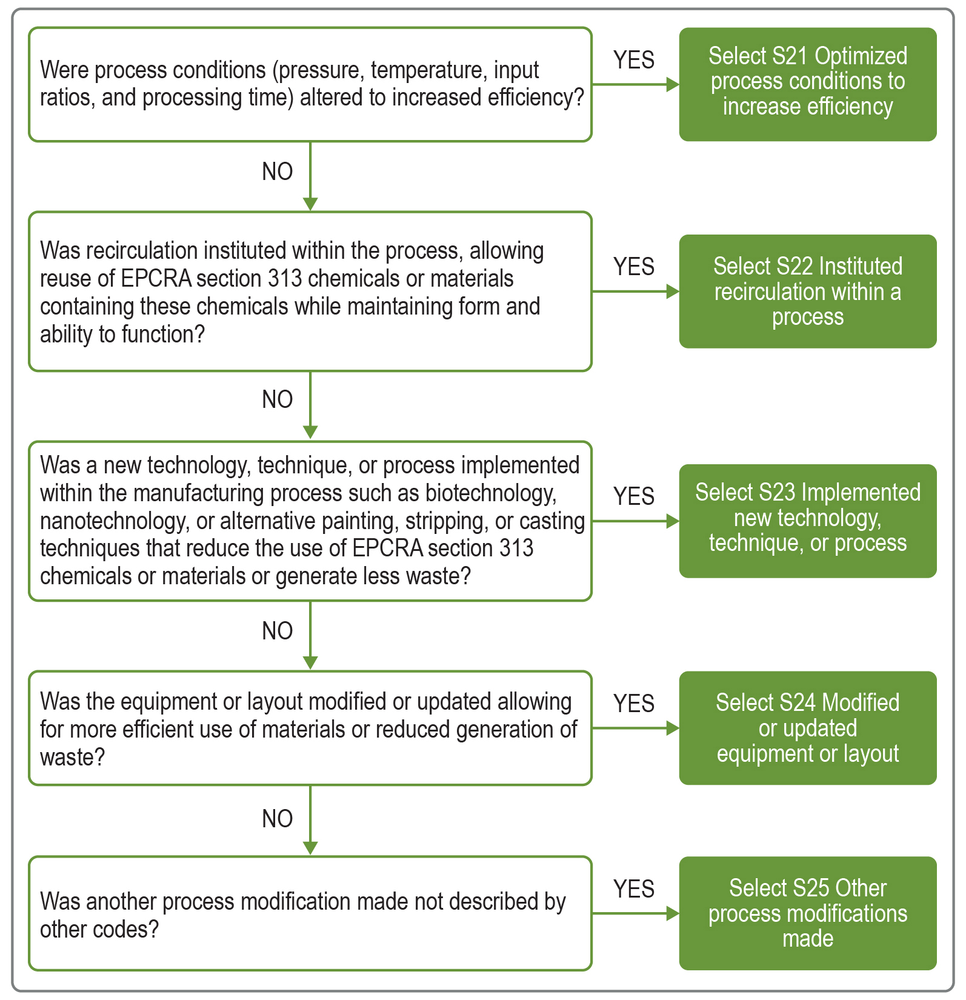 Were process conditions (pressure, temperature, input
ratios, and processing time) altered to increased efficiency?
YES
Select S21 Optimized
process conditions to
increase efficiency
NO
Was recirculation instituted within the process, allowing
reuse of EPCRA section 313 chemicals or materials
containing these chemicals while maintaining form and
ability to function?
YES
Select S22 Instituted
recirculation within a
process
NO
Was a new technology, technique, or process implemented
within the manufacturing process such as biotechnology,
nanotechnology, or alternative painting, stripping, or casting
techniques that reduce the use of EPCRA section 313
chemicals or materials or generate less waste?
YES
Select S23 Implemented
new technology,
technique, or process
NO
Was the equipment or layout modified or updated allowing
for more efficient use of materials or reduced generation of
waste?
YES
Select S24 Modified
or updated
equipment or layout
NO
Was another process modification made not described by
other codes?
YES
Select S25 Other
process modifications
made